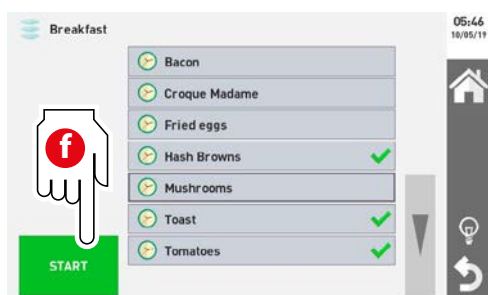 Breakfast
05:46
10/05/19
Bacon
Croque Madame
Fried eggs
f
Hash Browns
Mushrooms
Toast
Tomatoes
START